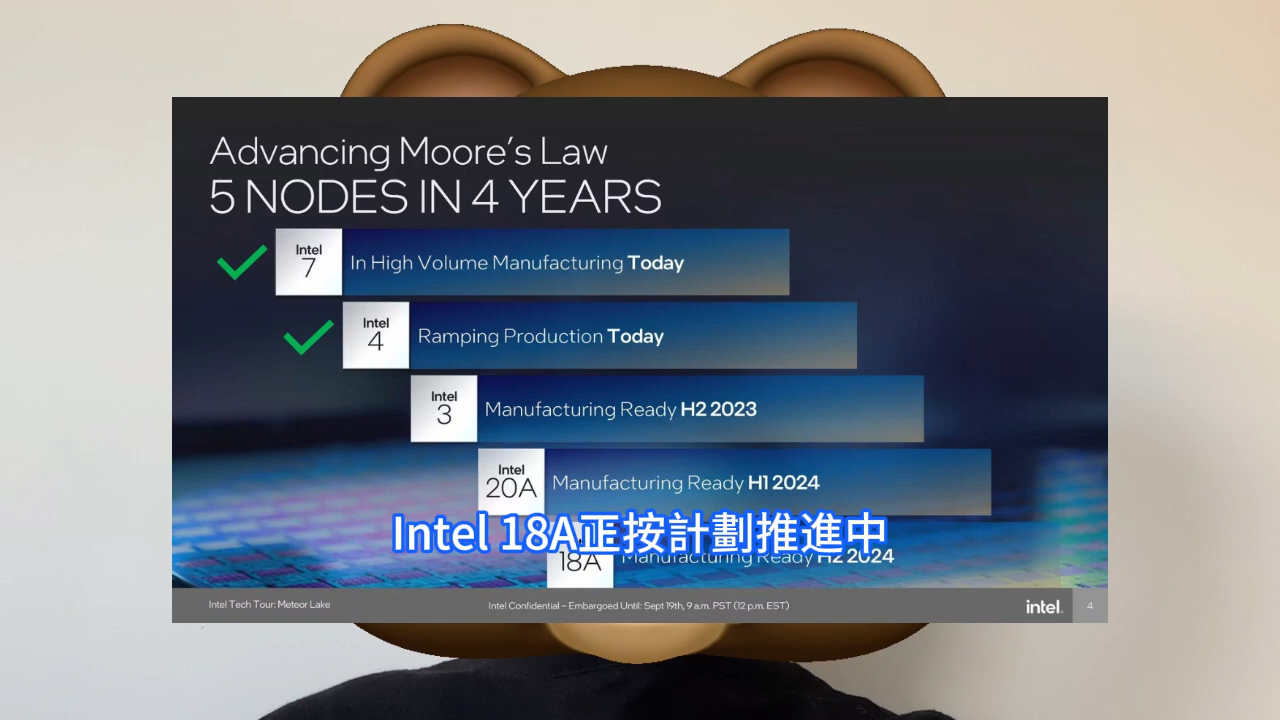 Advancing Moore's Law
5 NODES IN 4 YEARS
Intel 7
In High Volume Manufacturing Today
Intel 4
Ramping Production Today
Intel 3
Manufacturing Ready H2 2023
Intel 20A
Manufacturing Ready H1 2024
Intel 18A正按計劃推進中
18A
Manufacturing Ready H2 2024
Intel Tech Tour: Meteor Lake
Intel Confidential – Embargoed Until: Sept 19th, 9 a.m. PST (12 p.m. EST)
intel.
4